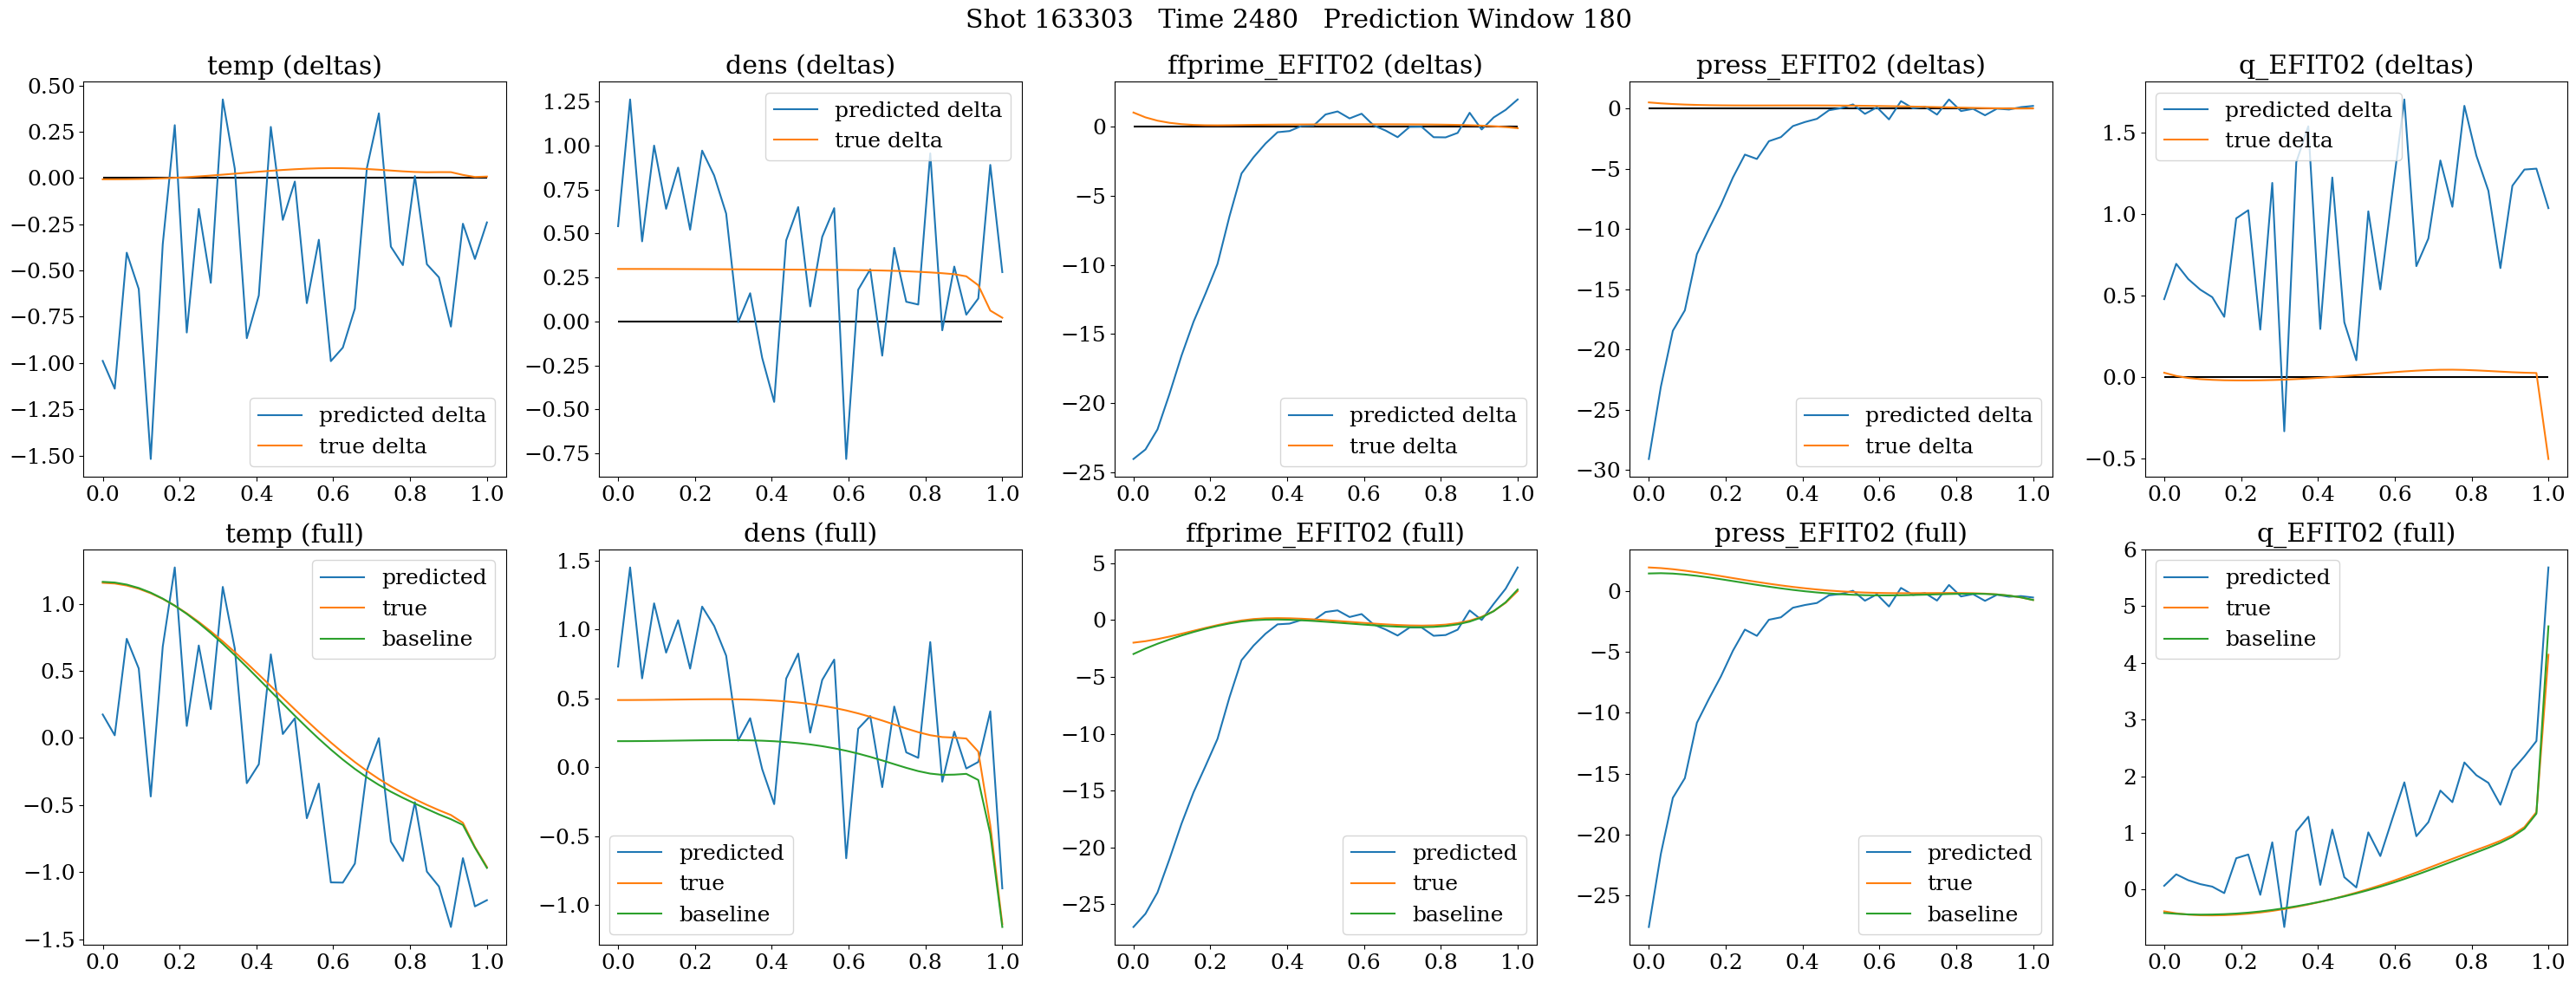 Shot 163303   Time 2480   Prediction Window 180
temp (deltas)
0.50
0.25
0.00
−0.25
−0.50
−0.75
−1.00
−1.25
−1.50
0.0 0.2 0.4 0.6 0.8 1.0
predicted delta
true delta
dens (deltas)
1.25
1.00
0.75
0.50
0.25
0.00
−0.25
−0.50
−0.75
0.0 0.2 0.4 0.6 0.8 1.0
predicted delta
true delta
ffprime_EFIT02 (deltas)
0
−5
−10
−15
−20
−25
0.0 0.2 0.4 0.6 0.8 1.0
predicted delta
true delta
press_EFIT02 (deltas)
0
−5
−10
−15
−20
−25
−30
0.0 0.2 0.4 0.6 0.8 1.0
predicted delta
true delta
q_EFIT02 (deltas)
1.5
1.0
0.5
0.0
−0.5
0.0 0.2 0.4 0.6 0.8 1.0
predicted delta
true delta
temp (full)
1.0
0.5
0.0
−0.5
−1.0
−1.5
0.0 0.2 0.4 0.6 0.8 1.0
predicted
true
baseline
dens (full)
1.5
1.0
0.5
0.0
−0.5
−1.0
0.0 0.2 0.4 0.6 0.8 1.0
predicted
true
baseline
ffprime_EFIT02 (full)
5
0
−5
−10
−15
−20
−25
0.0 0.2 0.4 0.6 0.8 1.0
predicted
true
baseline
press_EFIT02 (full)
0
−5
−10
−15
−20
−25
0.0 0.2 0.4 0.6 0.8 1.0
predicted
true
baseline
q_EFIT02 (full)
6
5
4
3
2
1
0
0.0 0.2 0.4 0.6 0.8 1.0
predicted
true
baseline